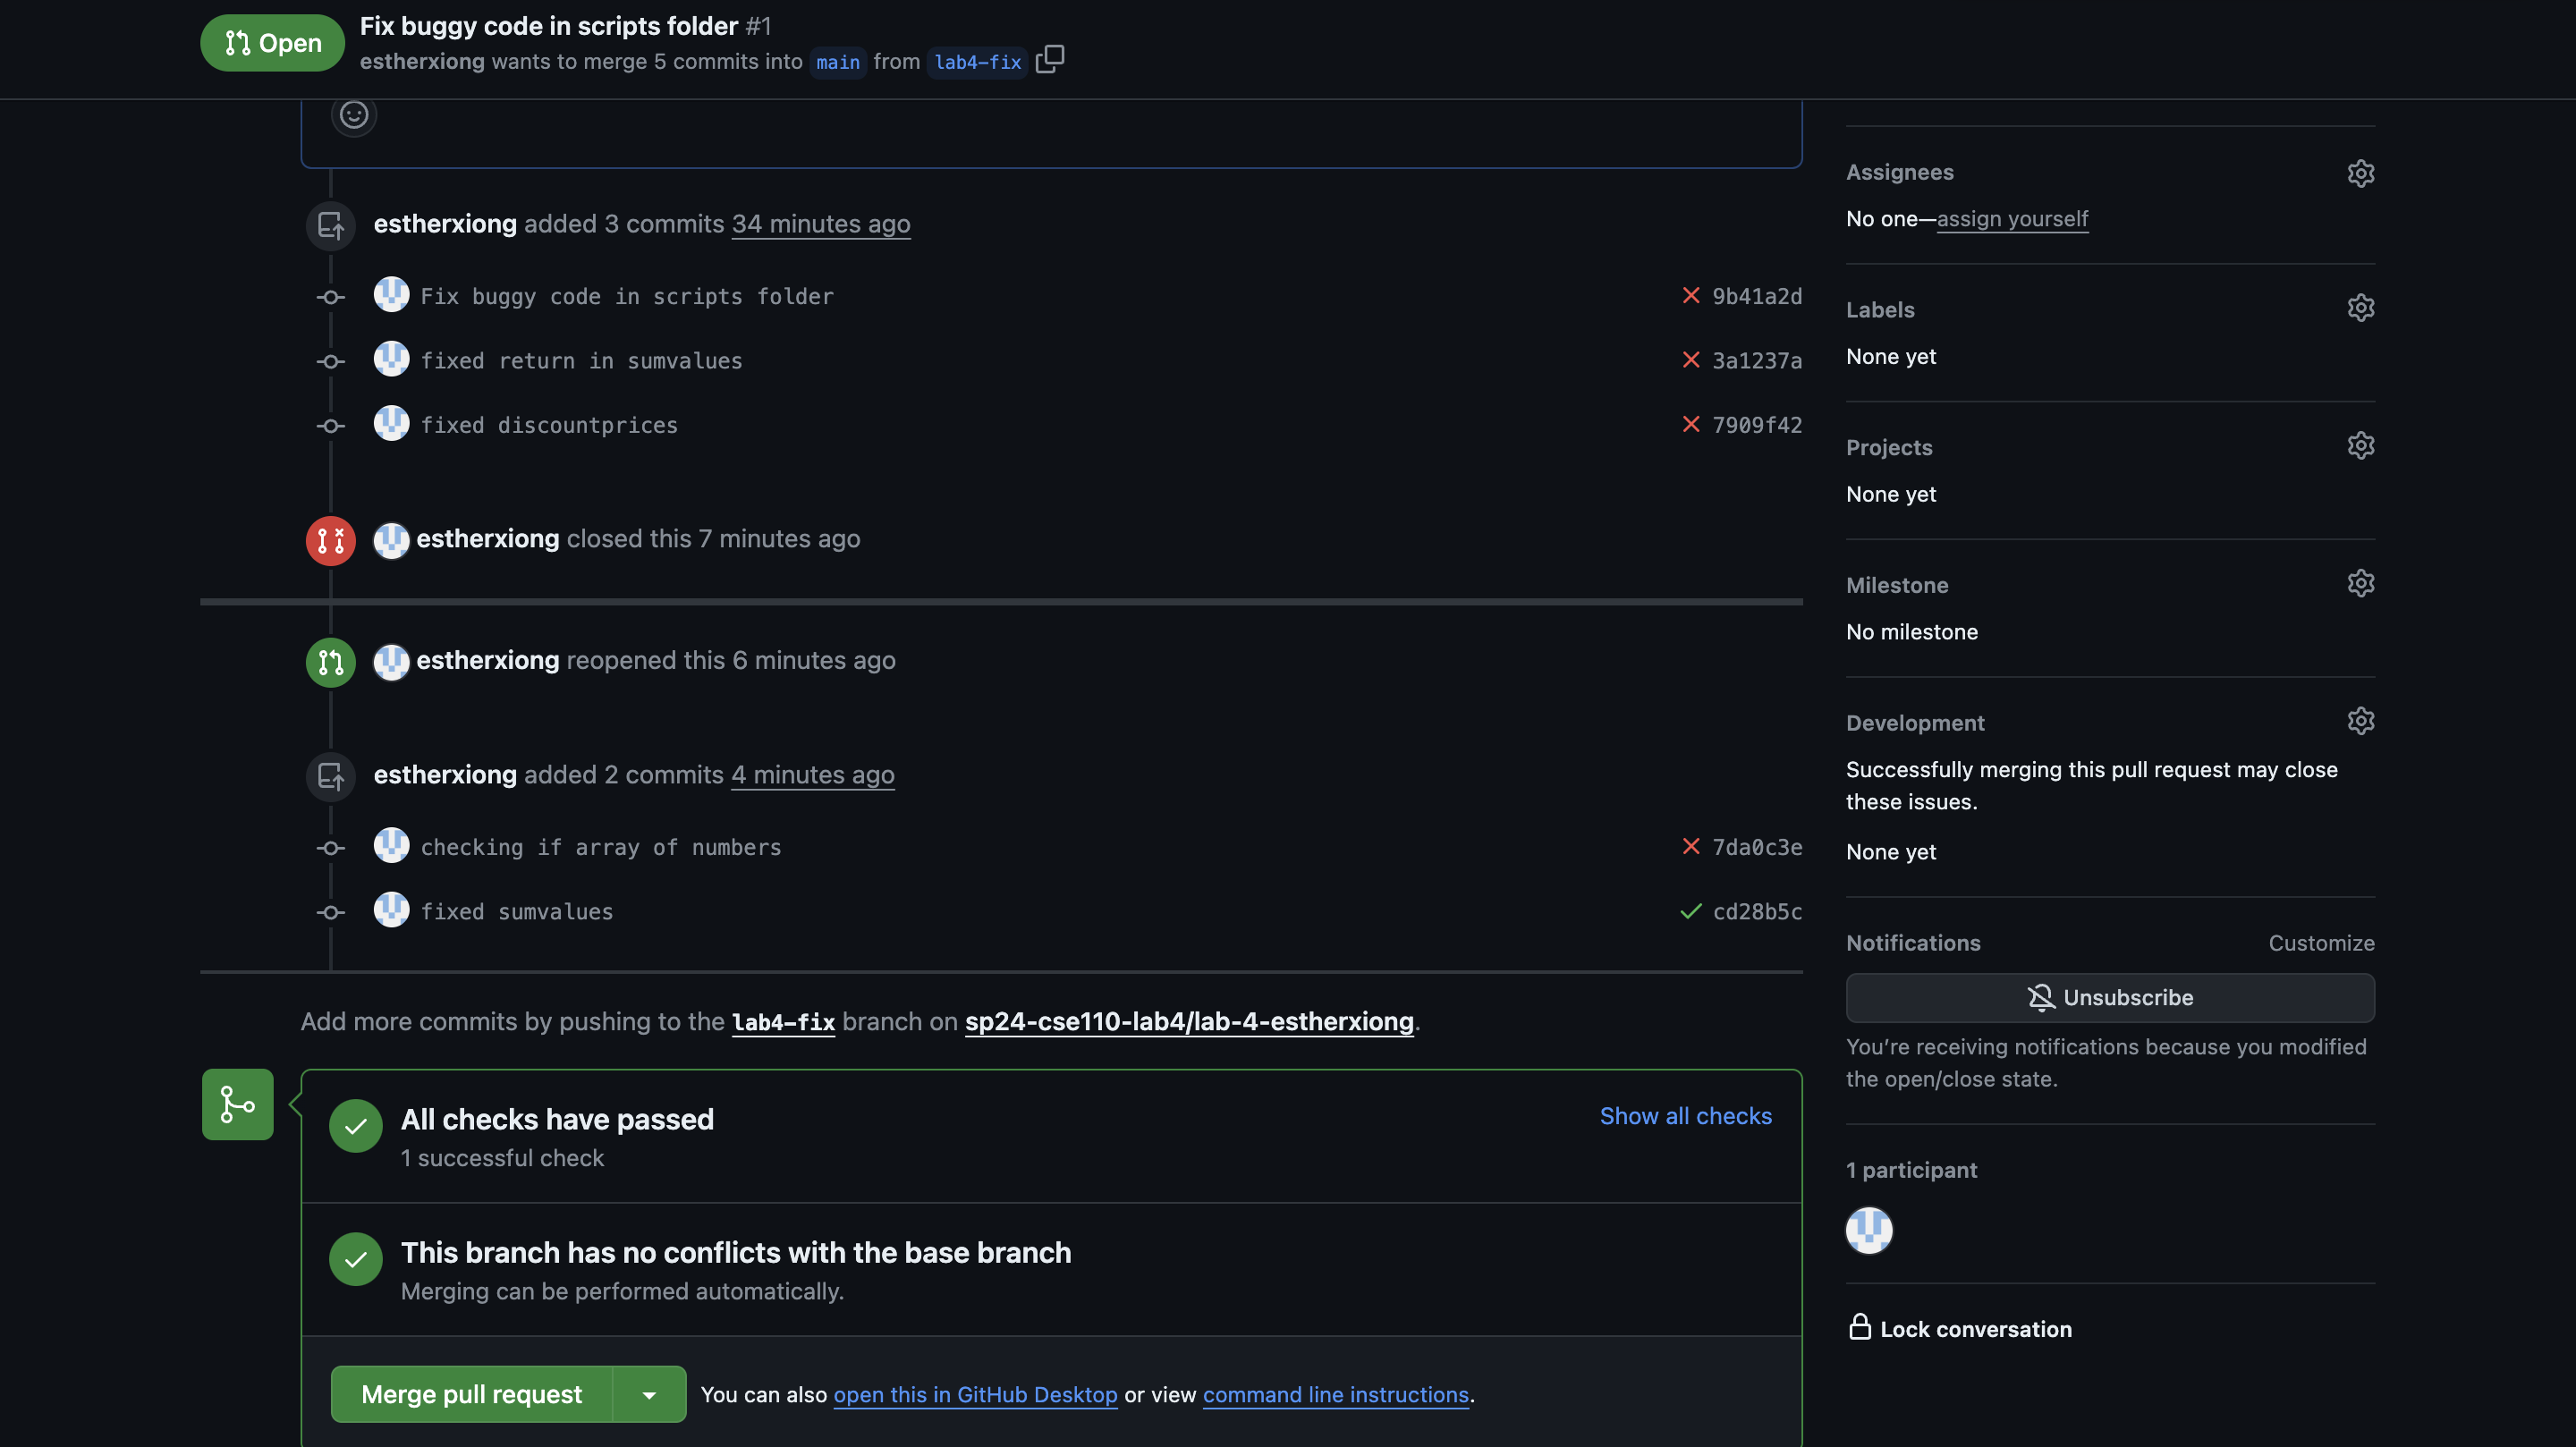 Open
Fix buggy code in scripts folder #1
estherxiong wants to merge 5 commits into main from lab4-fix
estherxiong added 3 commits 34 minutes ago
Fix buggy code in scripts folder 9b41a2d
fixed return in sumvalues 3a1237a
fixed discountprices 7909f42
estherxiong closed this 7 minutes ago
estherxiong reopened this 6 minutes ago
estherxiong added 2 commits 4 minutes ago
checking if array of numbers 7da0c3e
fixed sumvalues cd28b5c
Add more commits by pushing to the lab4-fix branch on sp24-cse110-lab4/lab-4-estherxiong.
All checks have passed
Show all checks
1 successful check
This branch has no conflicts with the base branch
Merging can be performed automatically.
Merge pull request
You can also open this in GitHub Desktop or view command line instructions.
Assignees
No one—assign yourself
Labels
None yet
Projects
None yet
Milestone
No milestone
Development
Successfully merging this pull request may close
these issues.
None yet
Notifications
Customize
Unsubscribe
You’re receiving notifications because you modified
the open/close state.
1 participant
Lock conversation